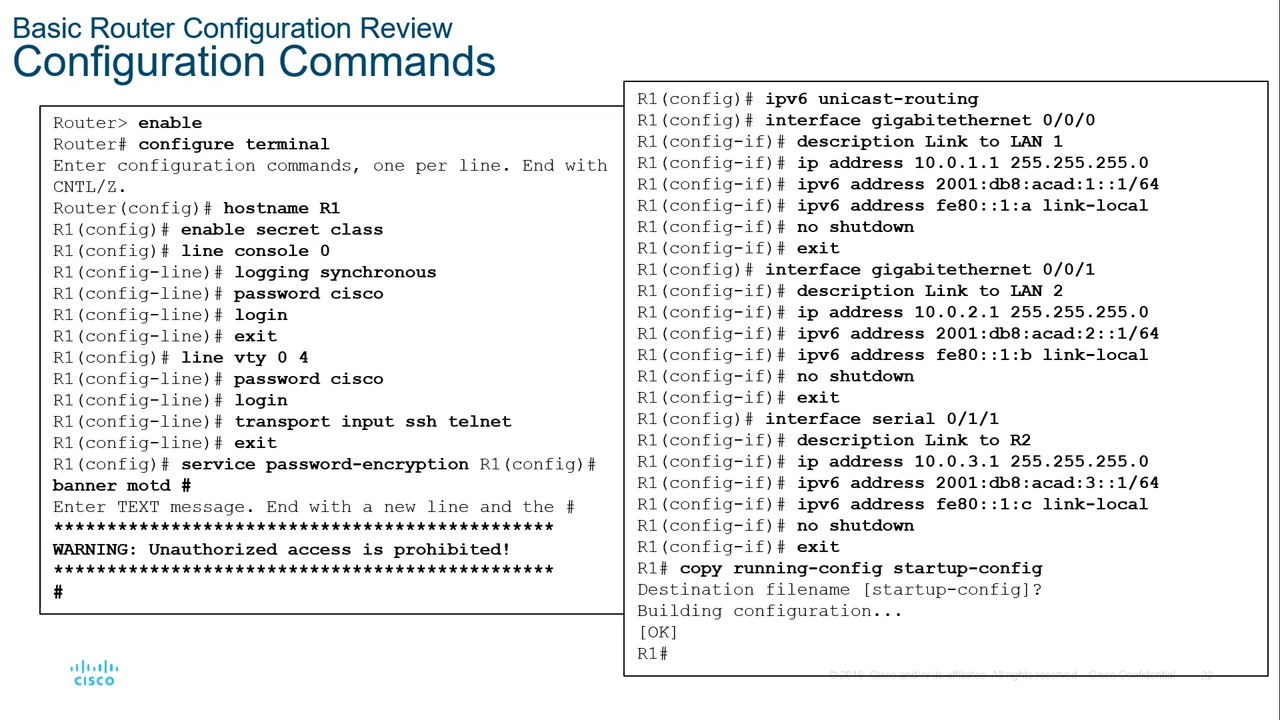 Basic Router Configuration Review
Configuration Commands
Router> enable
Router# configure terminal
Enter configuration commands, one per line. End with
CNTL/Z.
Router(config)# hostname R1
R1(config)# enable secret class
R1(config)# line console 0
R1(config-line)# logging synchronous
R1(config-line)# password cisco
R1(config-line)# login
R1(config-line)# exit
R1(config)# line vty 0 4
R1(config-line)# password cisco
R1(config-line)# login
R1(config-line)# transport input ssh telnet
R1(config-line)# exit
R1(config)# service password-encryption R1(config)#
banner motd #
Enter TEXT message. End with a new line and the #
***********************************************
WARNING: Unauthorized access is prohibited!
***********************************************
#
R1(config)# ipv6 unicast-routing
R1(config)# interface gigabitethernet 0/0/0
R1(config-if)# description Link to LAN 1
R1(config-if)# ip address 10.0.1.1 255.255.255.0
R1(config-if)# ipv6 address 2001:db8:acad:1::1/64
R1(config-if)# ipv6 address fe80::1:a link-local
R1(config-if)# no shutdown
R1(config-if)# exit
R1(config)# interface gigabitethernet 0/0/1
R1(config-if)# description Link to LAN 2
R1(config-if)# ip address 10.0.2.1 255.255.255.0
R1(config-if)# ipv6 address 2001:db8:acad:2::1/64
R1(config-if)# ipv6 address fe80::1:b link-local
R1(config-if)# no shutdown
R1(config-if)# exit
R1(config)# interface serial 0/1/1
R1(config-if)# description Link to R2
R1(config-if)# ip address 10.0.3.1 255.255.255.0
R1(config-if)# ipv6 address 2001:db8:acad:3::1/64
R1(config-if)# ipv6 address fe80::1:c link-local
R1(config-if)# no shutdown
R1(config-if)# exit
R1# copy running-config startup-config
Destination filename [startup-config]?
Building configuration...
[OK]
R1#
CISCO
© 2016 Cisco and/or its affiliates. All rights reserved. Cisco Confidential 22